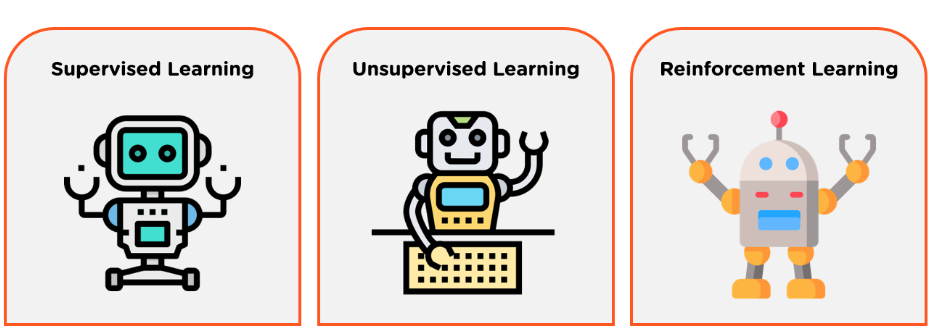 Supervised Learning
Unsupervised Learning
Reinforcement Learning